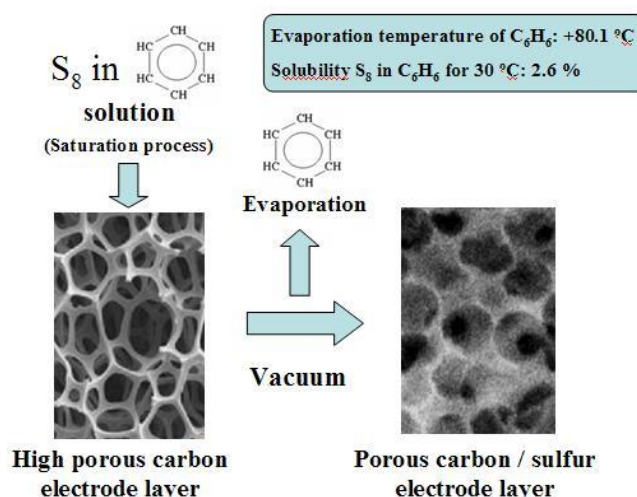 S₈ in
solution
(Saturation process)
HC
CH
CH
HC
CH
CH
Evaporation temperature of C₆H₆: +80.1 ºC
Solubility S₈ in C₆H₆ for 30 ºC: 2.6 %
CH
HC
CH
HC
CH
CH
Evaporation
Vacuum
High porous carbon
electrode layer
Porous carbon / sulfur
electrode layer